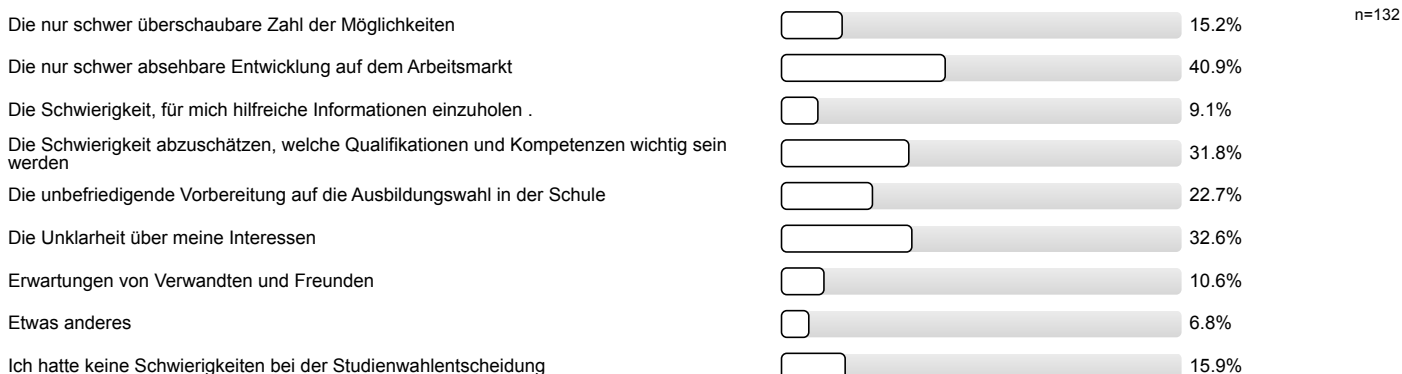 Die nur schwer überschaubare Zahl der Möglichkeiten 15.2% n=132
Die nur schwer absehbare Entwicklung auf dem Arbeitsmarkt 40.9%
Die Schwierigkeit, für mich hilfreiche Informationen einzuholen . 9.1%
Die Schwierigkeit abzuschätzen, welche Qualifikationen und Kompetenzen wichtig sein
werden 31.8%
Die unbefriedigende Vorbereitung auf die Ausbildungswahl in der Schule 22.7%
Die Unklarheit über meine Interessen 32.6%
Erwartungen von Verwandten und Freunden 10.6%
Etwas anderes 6.8%
Ich hatte keine Schwierigkeiten bei der Studienwahlentscheidung 15.9%